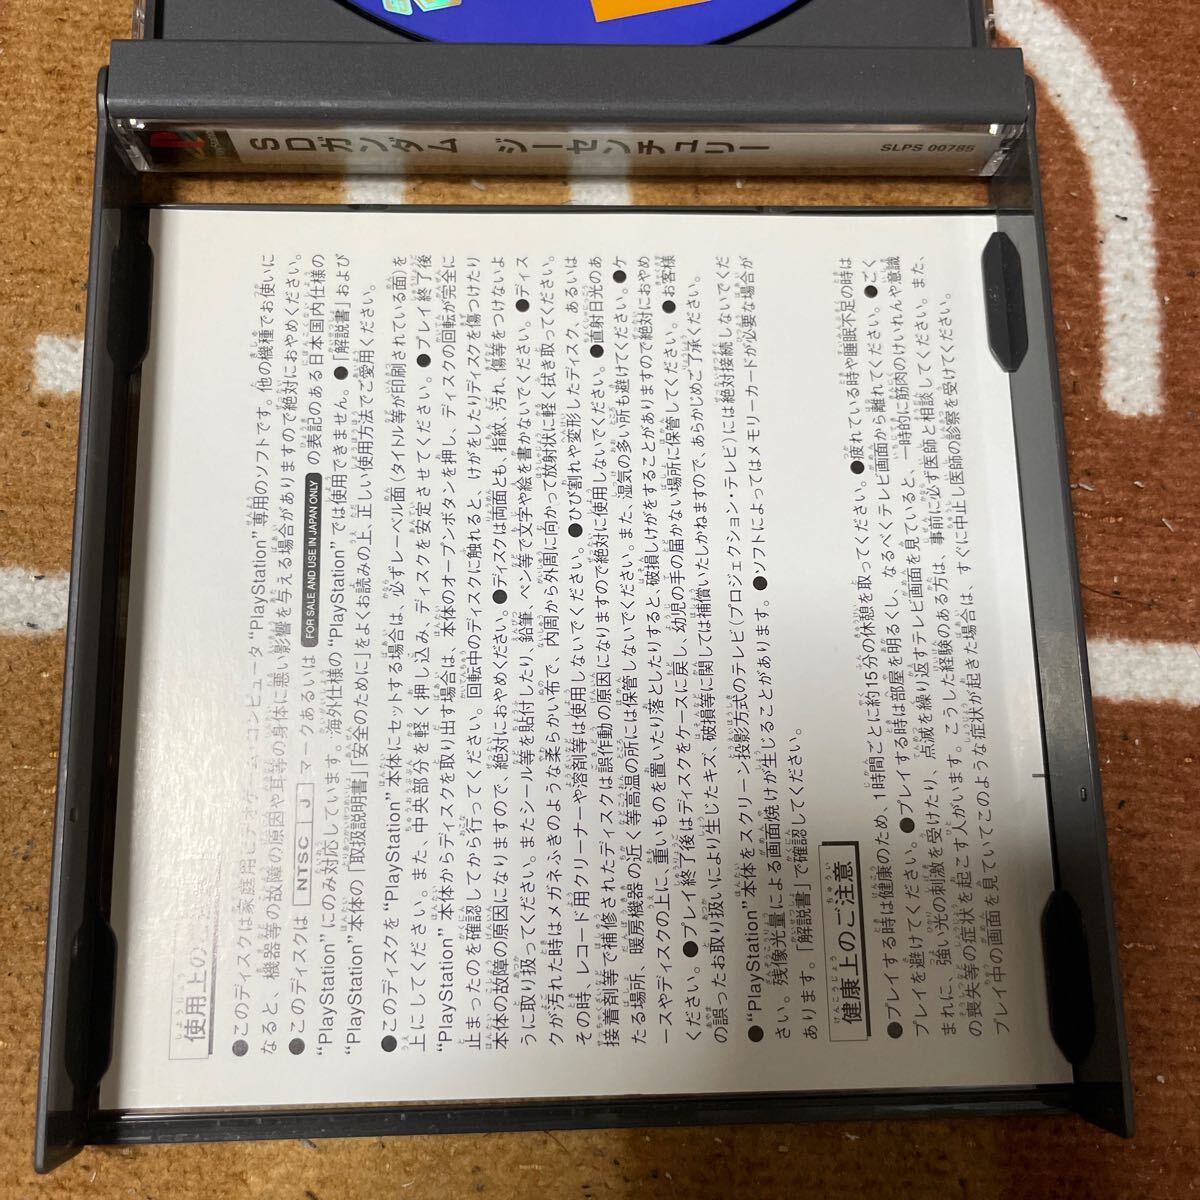 SDガンダム ジーセンチュリー
SLPS 00785
使用上の
●このディスクは家庭用ビデオゲームコンピュータ“PlayStation”専用のソフトです。他の機種でお使いに
なると、機器等の故障の原因や耳等の身体に悪い影響を与える場合がありますので絶対におやめください。
●このディスクは NTSC J マークあるいは FOR SALE AND USE IN JAPAN ONLY の表記のある日本国内仕様の
“PlayStation”にのみ対応しています。海外仕様の“PlayStation”では使用できません。●「解説書」および
“PlayStation”本体の「取扱説明書」「安全のために」をよくお読みの上、正しい使用方法でご愛用ください。
●このディスクを“PlayStation”本体にセットする場合は、必ずレーベル面(タイトル等が印刷されている面)を
上にしてください。また、中央部分を軽く押し込み、ディスクを安定させてください。●プレイ終了後
“PlayStation”本体からディスクを取り出す場合は、本体のオープンボタンを押し、ディスクの回転が完全に
止まったのを確認してから行ってください。回転中のディスクに触れると、けがをしたりディスクを傷つけたり
本体の故障の原因になりますので、絶対におやめください。●ディスクは両面とも、指紋、汚れ、傷等をつけないよ
うに取り扱ってください。またシール等を貼付したり、鉛筆、ペン等で文字や絵を書かないでください。●ディス
クが汚れた時はメガネふきのような柔らかい布で、内周から外周に向かって放射状に軽く拭き取ってください。
その時、レコード用クリーナーや溶剤等は使用しないでください。●ひび割れや変形したディスク、あるいは
接着剤等で補修されたディスクは誤作動の原因になりますので絶対に使用しないでください。●直射日光のあ
たる場所、暖房機器の近く等高温の所には保管しないでください。また、湿気の多い所も避けてください。●ケ
ースやディスクの上に、重いものを置いたり落としたりすると、破損しけがをすることがありますので絶対におやめ
ください。●プレイ終了後はディスクをケースに戻し、幼児の手の届かない場所に保管してください。●お客様
の誤ったお取り扱いにより生じたキズ、破損等に関しては補償いたしかねますので、あらかじめご了承ください。
●“PlayStation”本体をスクリーン投影方式のテレビ(プロジェクション・テレビ)には絶対接続しないでくだ
さい。残像光量による画面焼けが生じることがあります。●ソフトによってはメモリーカードが必要な場合が
あります。「解説書」で確認してください。
健康上のご注意
●プレイする時は健康のため、1時間ごとに約15分の休憩を取ってください。●疲れている時や睡眠不足の時は
プレイを避けてください。●プレイする時は部屋を明るくし、なるべくテレビ画面から離れてください。●ごく
まれに、強い光の刺激を受けたり、点滅を繰り返すテレビ画面を見ていると、一時的に筋肉のけいれんや意識
の喪失等の症状を起こす人がいます。こうした経験のある方は、事前に必ず医師と相談してください。また、
プレイ中の画面を見ていてこのような症状が起きた場合は、すぐに中止し医師の診察を受けてください。